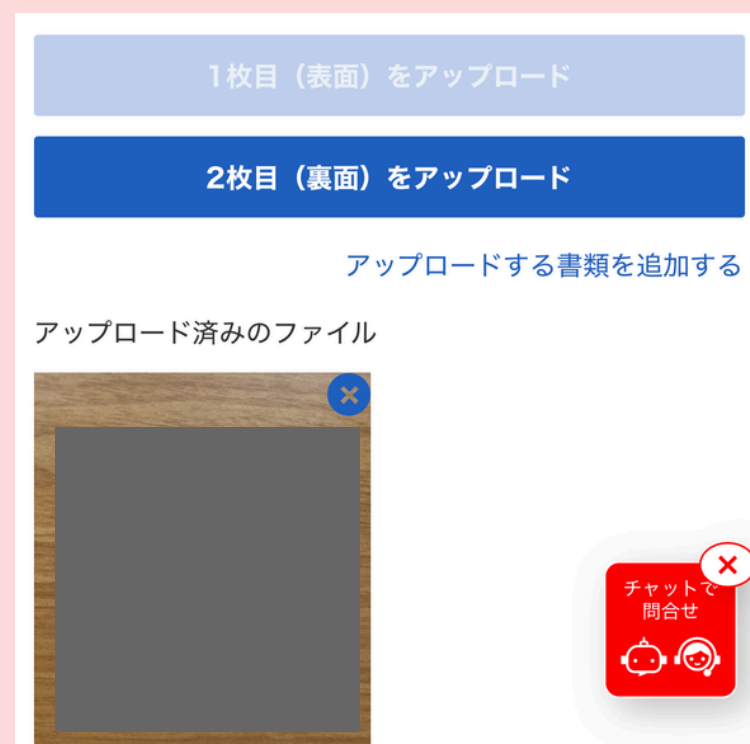 1枚目（表面）をアップロード
2枚目（裏面）をアップロード
アップロードする書類を追加する
アップロード済みのファイル
チャットで
問合せ